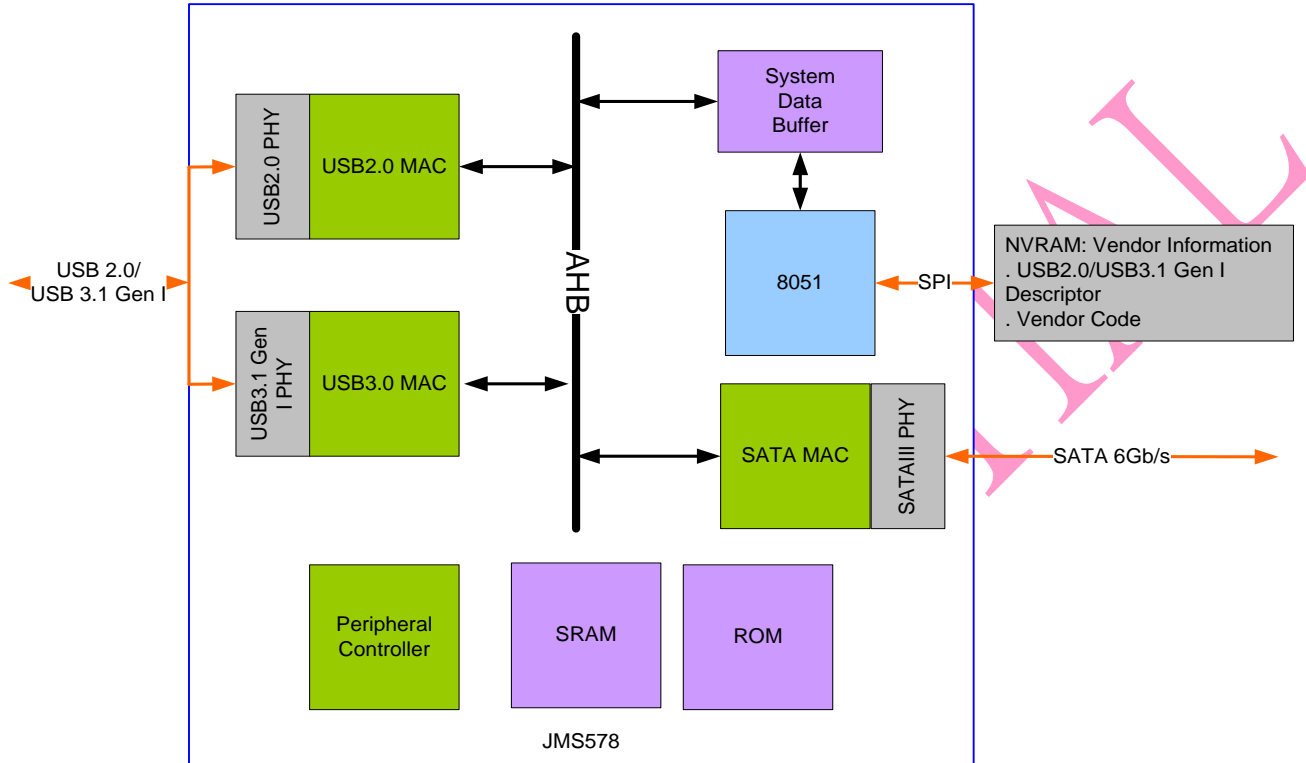 System
Data
Buffer
USB2.0 PHY
USB2.0 MAC
USB 2.0/
USB 3.1 Gen I
AHB
8051
SPI
NVRAM: Vendor Information
. USB2.0/USB3.1 Gen I
Descriptor
. Vendor Code
USB3.1 Gen
I PHY
USB3.0 MAC
SATA MAC
SATAIII PHY
SATA 6Gb/s
Peripheral
Controller
SRAM
ROM
JMS578